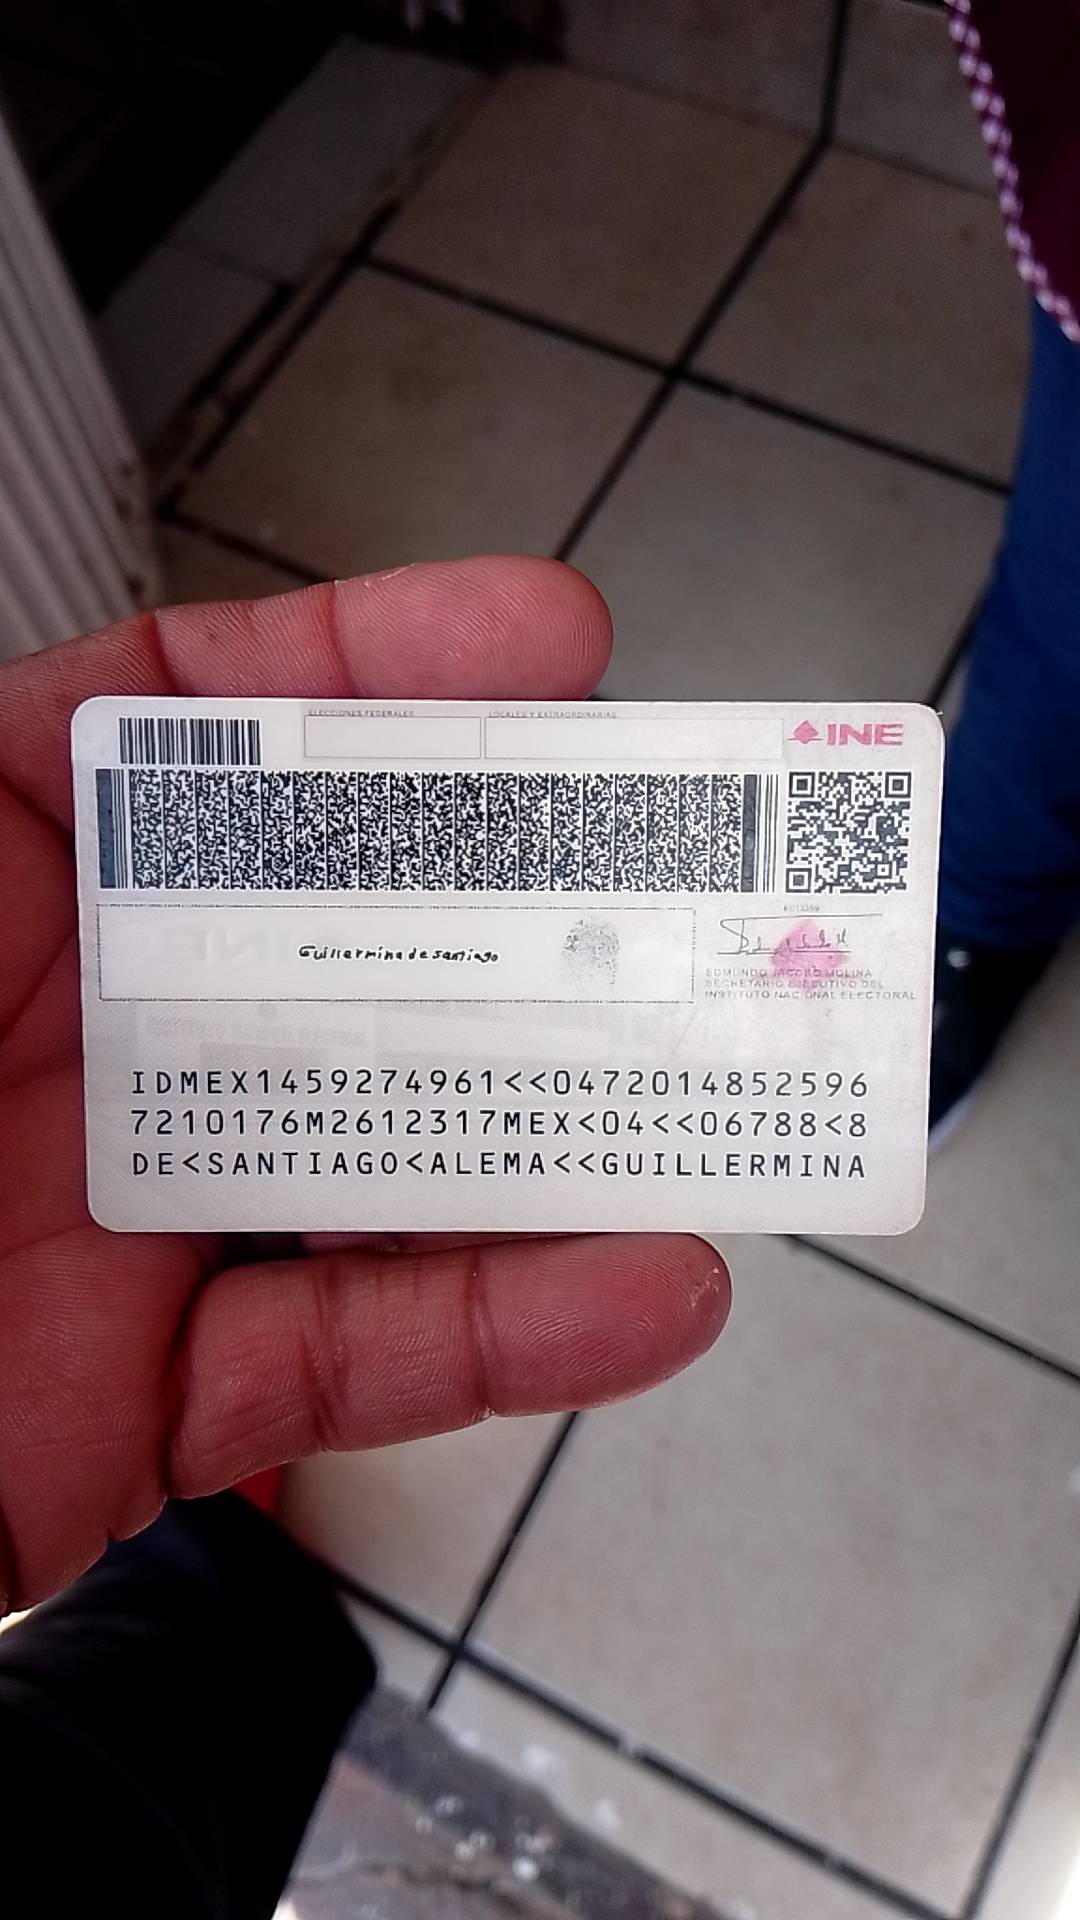 ELECCIONES FEDERALES
LOCALES Y EXTRAORDINARIAS
INE
Guillermina de santiago
EDMUNDO JACOBO MOLINA
SECRETARIO EJECUTIVO DEL
INSTITUTO NACIONAL ELECTORAL
IDMEX1459274961<<0472014852596
7210176M2612317MEX<04<<06788<8
DE<SANTIAGO<ALEMA<<GUILLERMINA